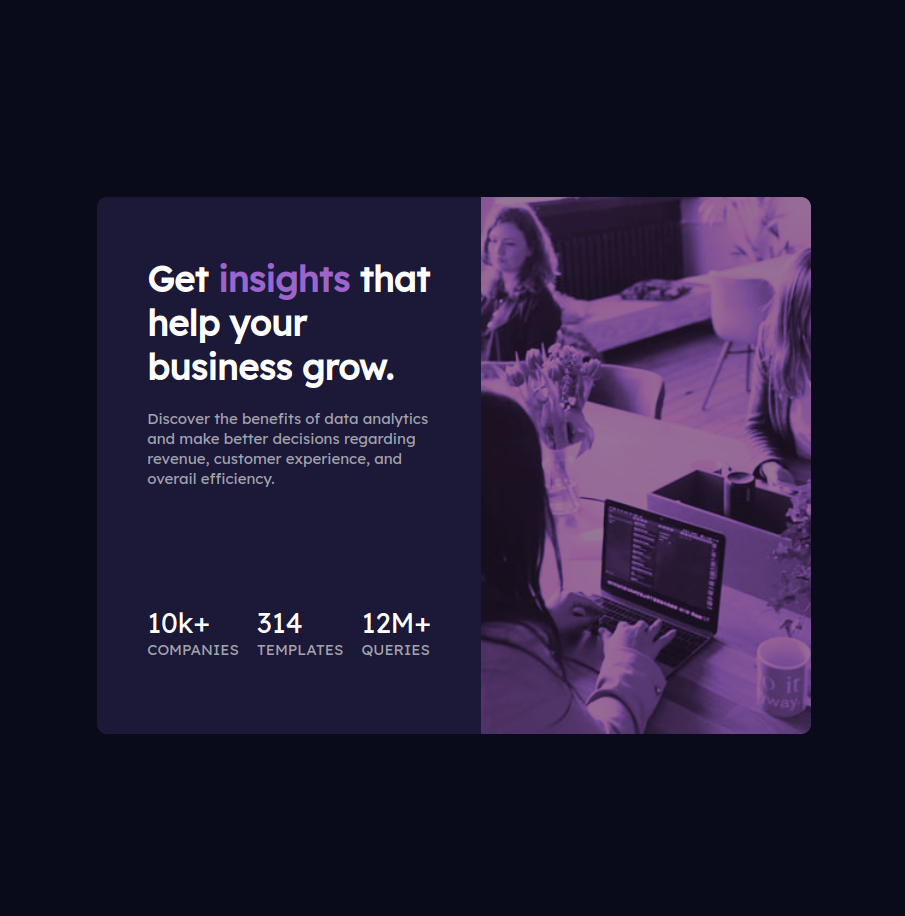 Get insights that
help your
business grow.
Discover the benefits of data analytics
and make better decisions regarding
revenue, customer experience, and
overail efficiency.
10k+ 314 12M+
COMPANIES TEMPLATES QUERIES